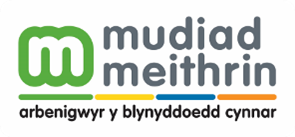 mudiad
meithrin
arbenigwyr y blynyddoedd cynnar